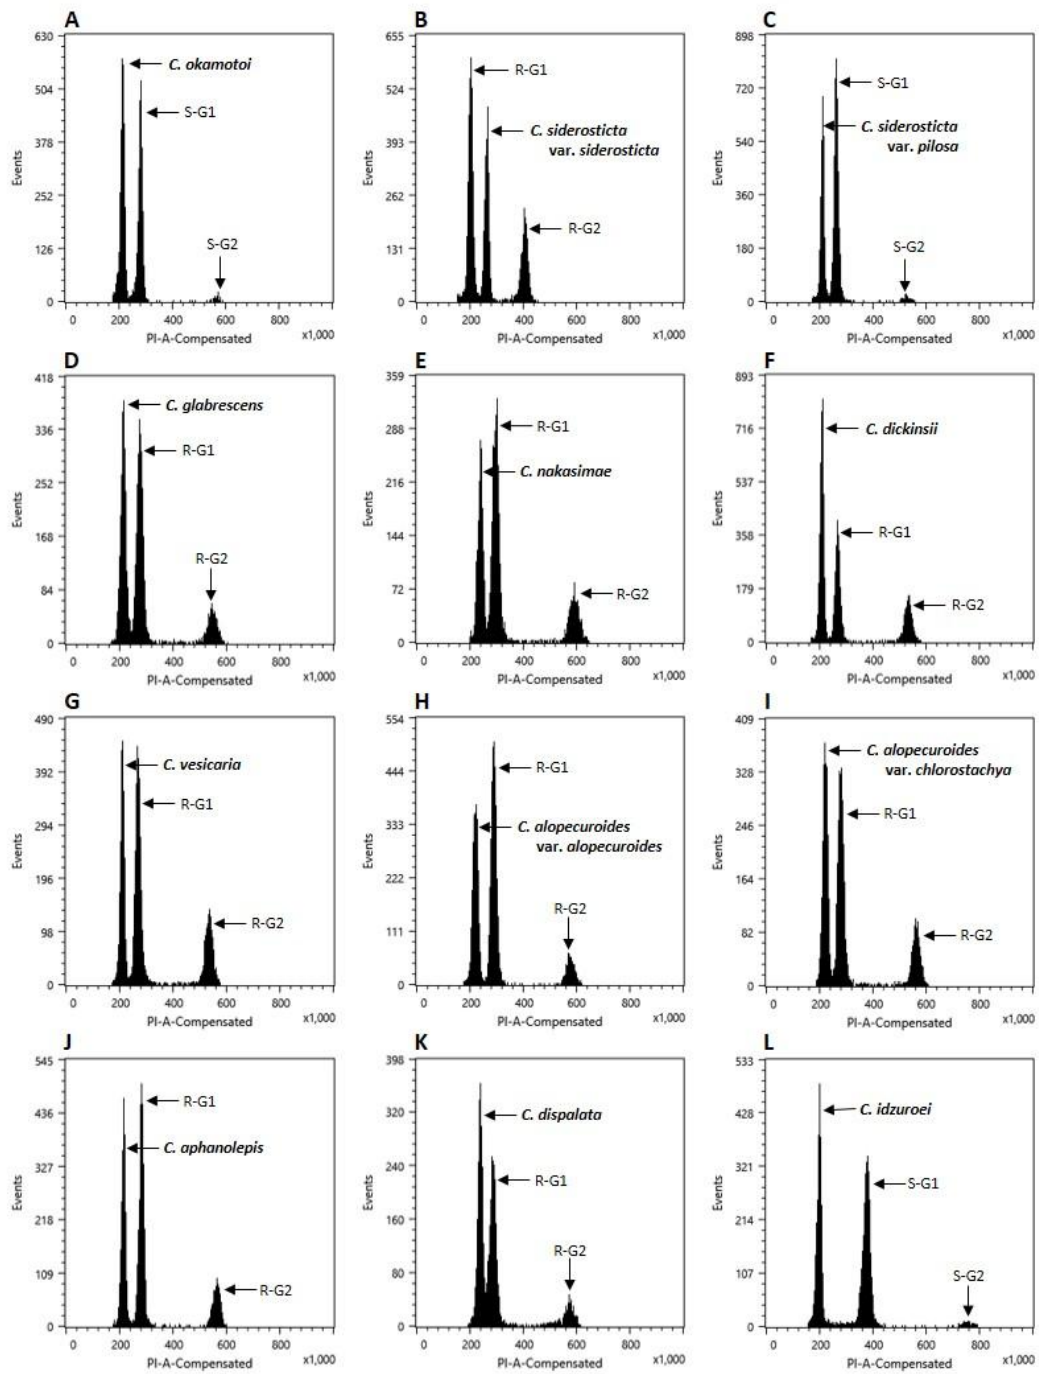 A
630
504
378
252
126
0
Events
C. okamotoi
S-G1
S-G2
0 200 400 600 800
x1,000
PI-A-Compensated
B
655
524
393
262
131
0
Events
R-G1
C. siderosticta
var. siderosticta
R-G2
0 200 400 600 800
x1,000
PI-A-Compensated
C
898
720
540
360
180
0
Events
S-G1
C. siderosticta
var. pilosa
S-G2
0 200 400 600 800
x1,000
PI-A-Compensated
D
418
336
252
168
84
0
Events
C. glabrescens
R-G1
R-G2
0 200 400 600 800
x1,000
PI-A-Compensated
E
359
288
216
144
72
0
Events
R-G1
C. nakasimae
R-G2
0 200 400 600 800
x1,000
PI-A-Compensated
F
893
716
537
358
179
0
Events
C. dickinsii
R-G1
R-G2
0 200 400 600 800
x1,000
PI-A-Compensated
G
490
392
294
196
98
0
Events
C. vesicaria
R-G1
R-G2
0 200 400 600 800
x1,000
PI-A-Compensated
H
554
444
333
222
111
0
Events
R-G1
C. alopecuroides
var. alopecuroides
R-G2
0 200 400 600 800
x1,000
PI-A-Compensated
I
409
328
246
164
82
0
Events
C. alopecuroides
var. chlorostachya
R-G1
R-G2
0 200 400 600 800
x1,000
PI-A-Compensated
J
545
436
327
218
109
0
Events
R-G1
C. aphanolepis
R-G2
0 200 400 600 800
x1,000
PI-A-Compensated
K
398
320
240
160
80
0
Events
C. dispalata
R-G1
R-G2
0 200 400 600 800
x1,000
PI-A-Compensated
L
533
428
321
214
107
0
Events
C. idzuroei
S-G1
S-G2
0 200 400 600 800
x1,000
PI-A-Compensated